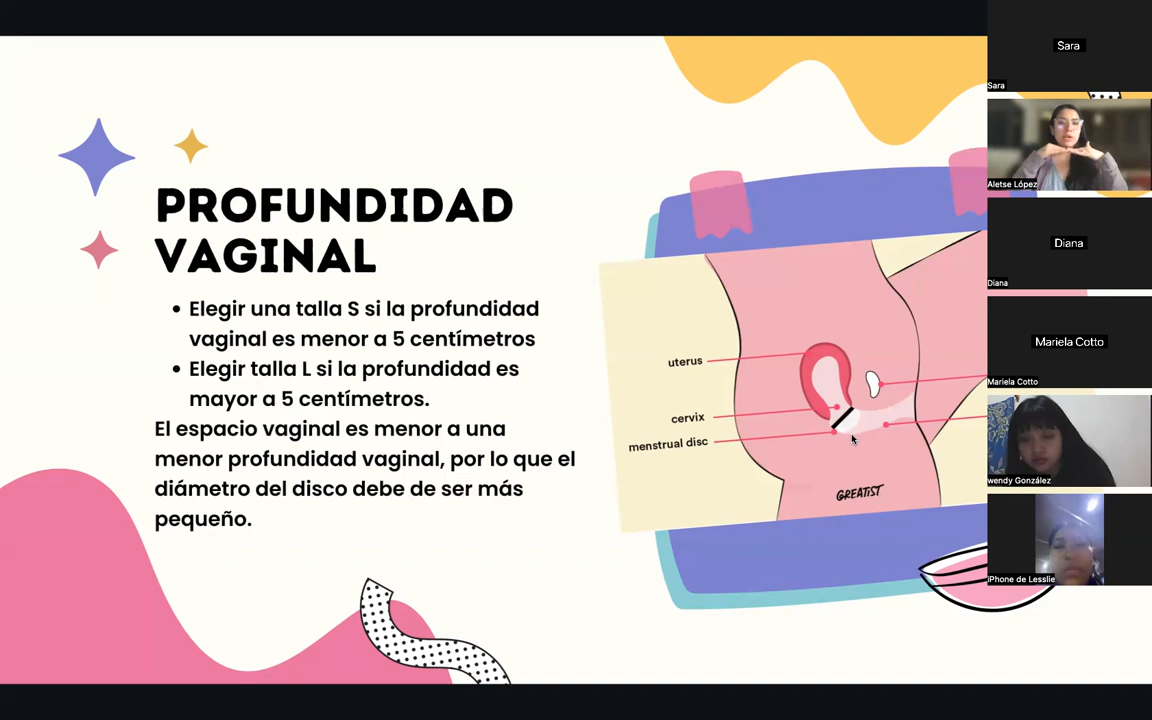 PROFUNDIDAD
VAGINAL
Elegir una talla S si la profundidad
vaginal es menor a 5 centímetros
Elegir talla L si la profundidad es
mayor a 5 centímetros.
El espacio vaginal es menor a una
menor profundidad vaginal, por lo que el
diámetro del disco debe de ser más
pequeño.
uterus
cervix
menstrual disc
GREATIST
Sara
Sara
Aletse López
Diana
Diana
Mariela Cotto
Mariela Cotto
wendy González
iPhone de Lesslie